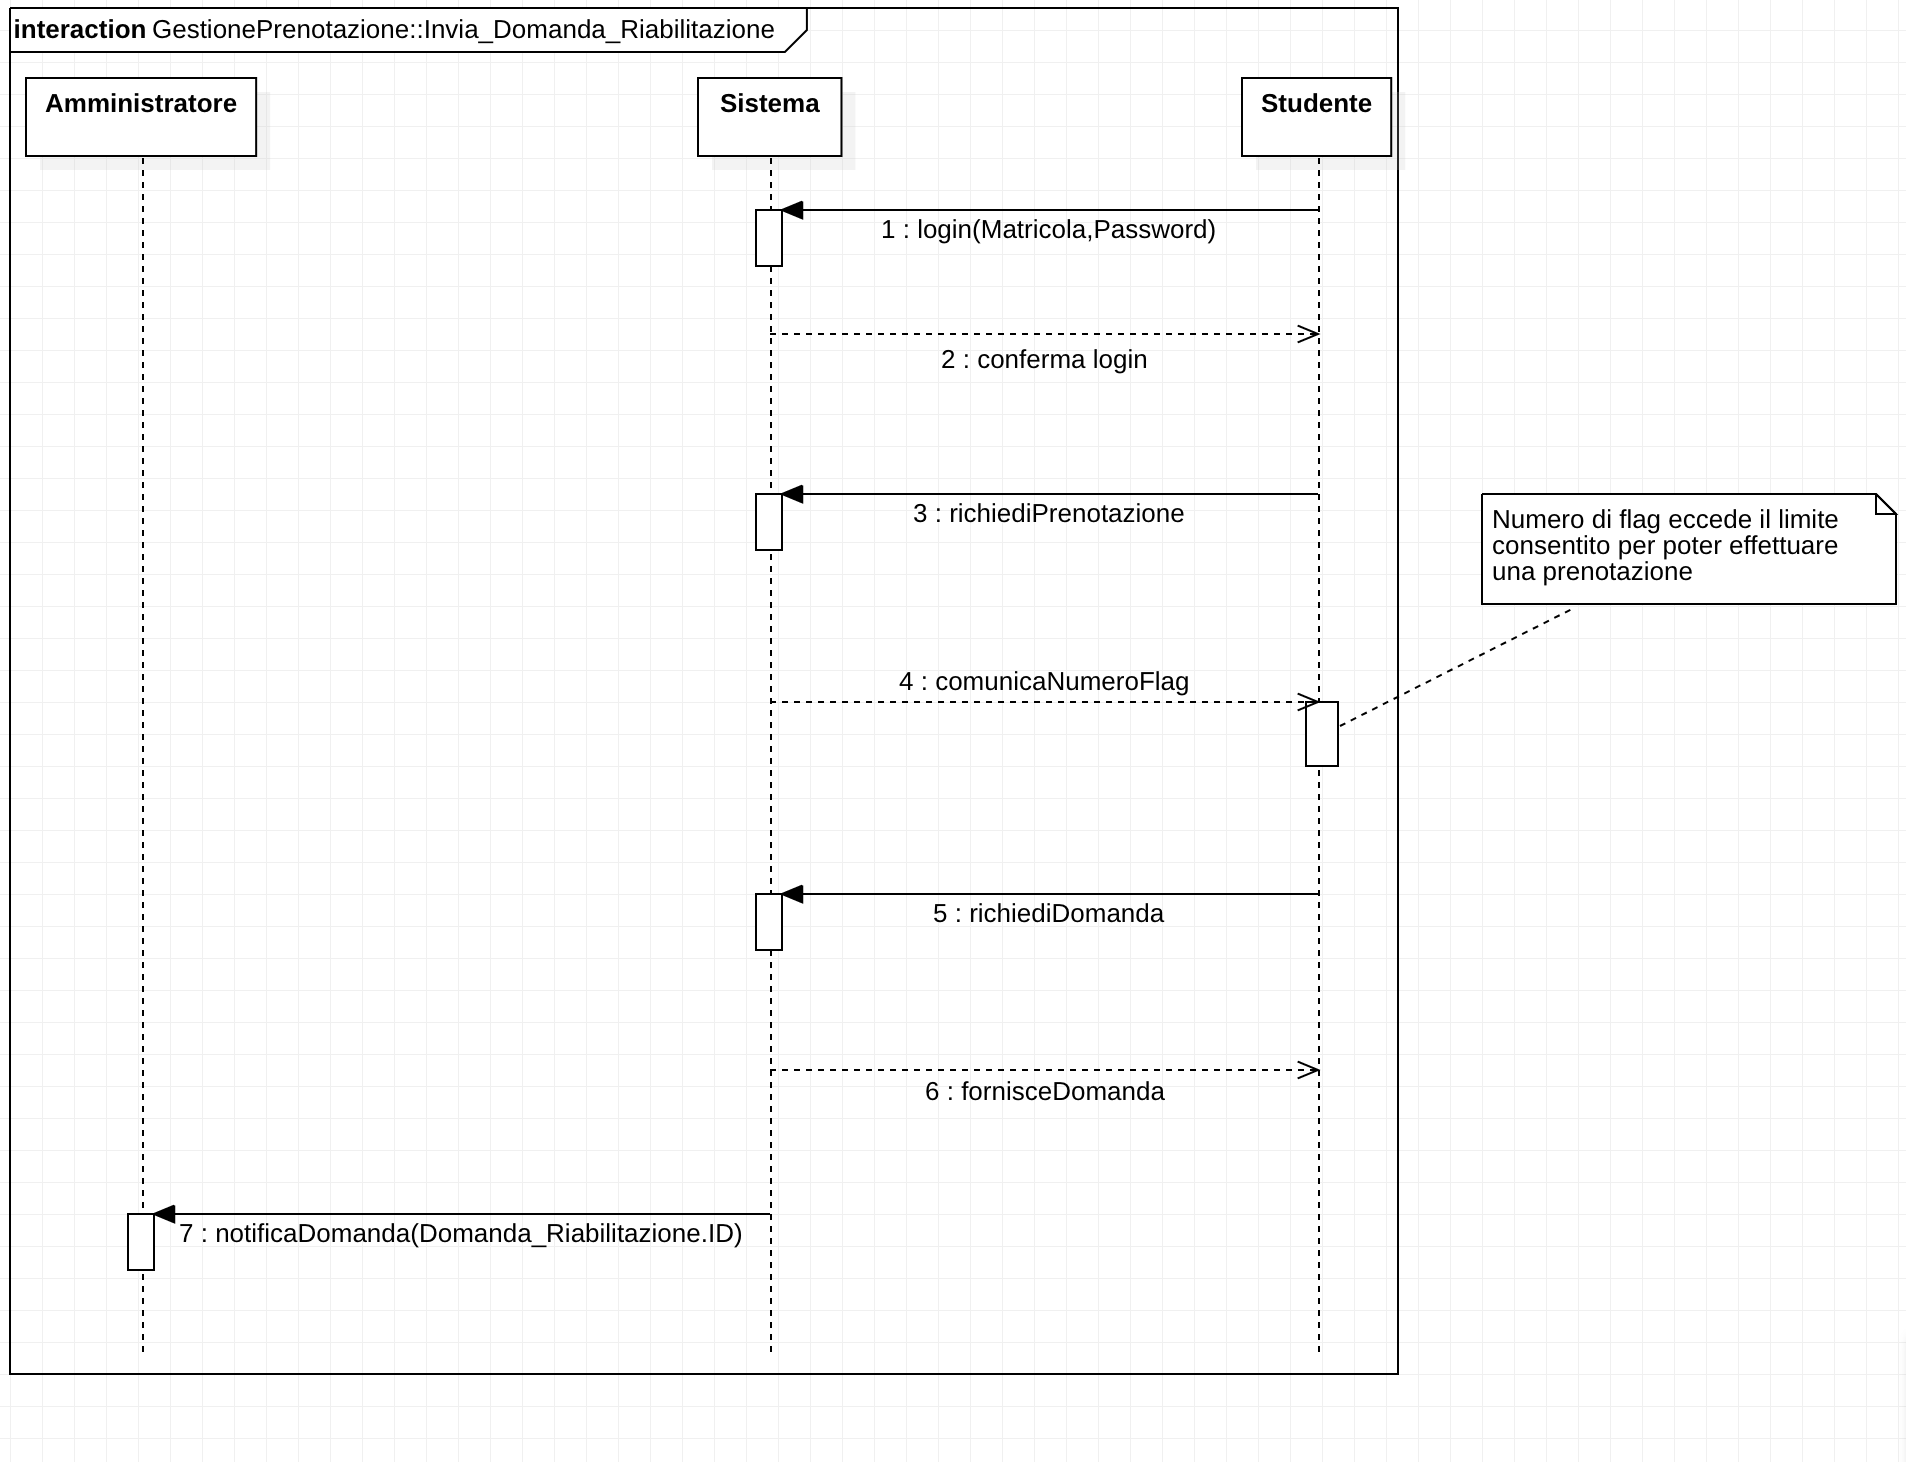 interaction GestionePrenotazione::Invia_Domanda_Riabilitazione
Amministratore
Sistema
Studente
1 : login(Matricola,Password)
2 : conferma login
3 : richiediPrenotazione
Numero di flag eccede il limite
consentito per poter effettuare
una prenotazione
4 : comunicaNumeroFlag
5 : richiediDomanda
6 : fornisceDomanda
7 : notificaDomanda(Domanda_Riabilitazione.ID)